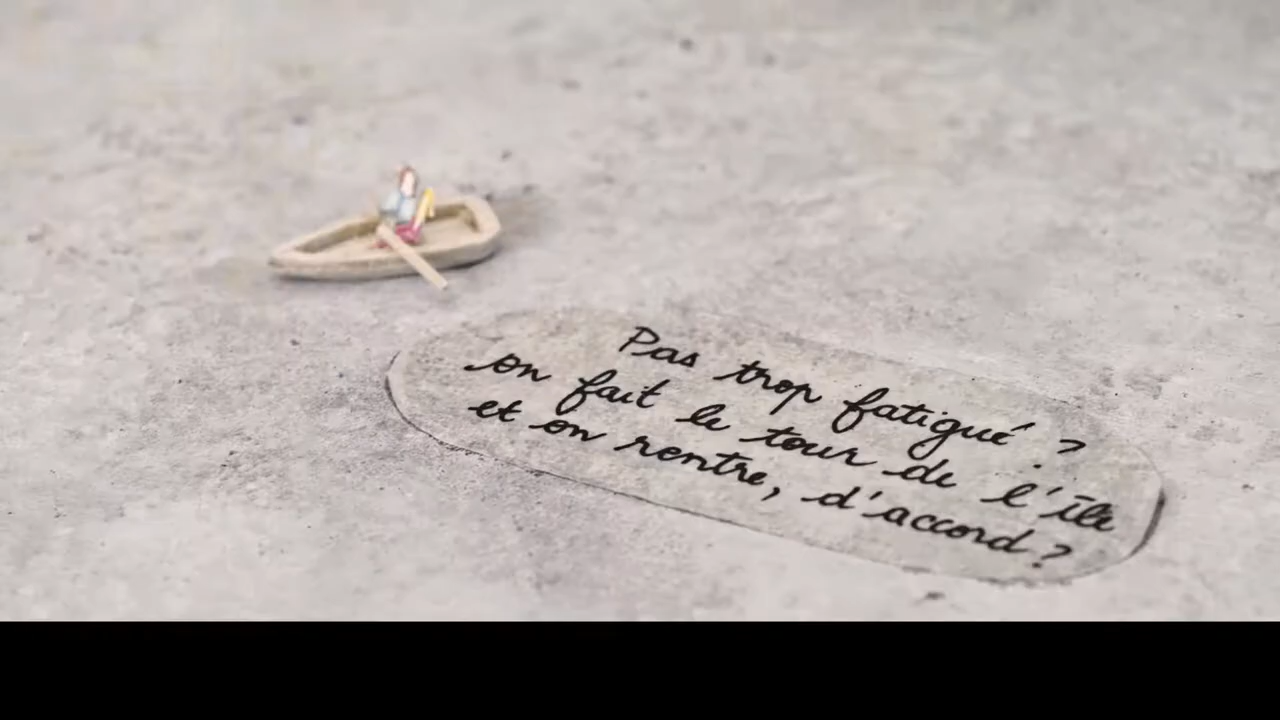 Pas trop fatigué ?
on fait le tour de l'île
et on rentre, d'accord ?